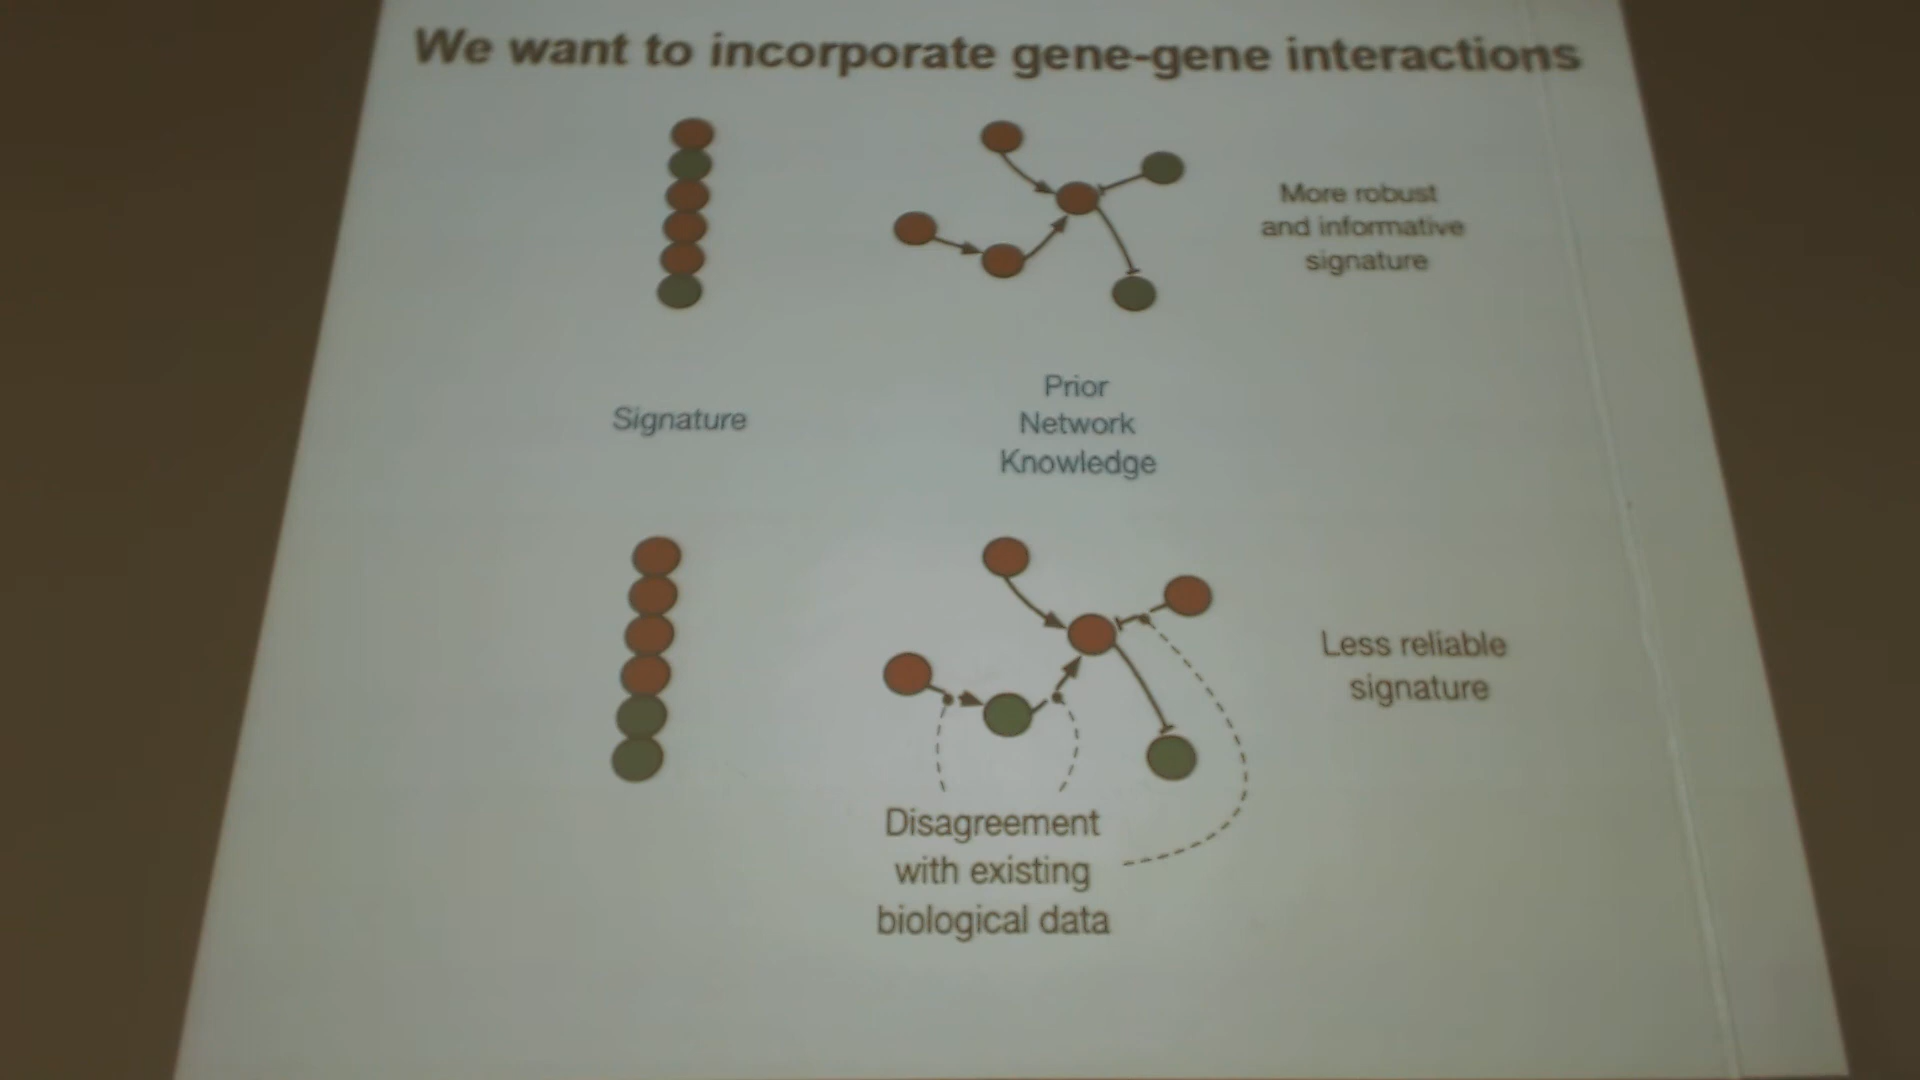 We want to incorporate gene-gene interactions
More robust
and informative
signature
Signature
Prior
Network
Knowledge
Less reliable
signature
Disagreement
with existing
biological data